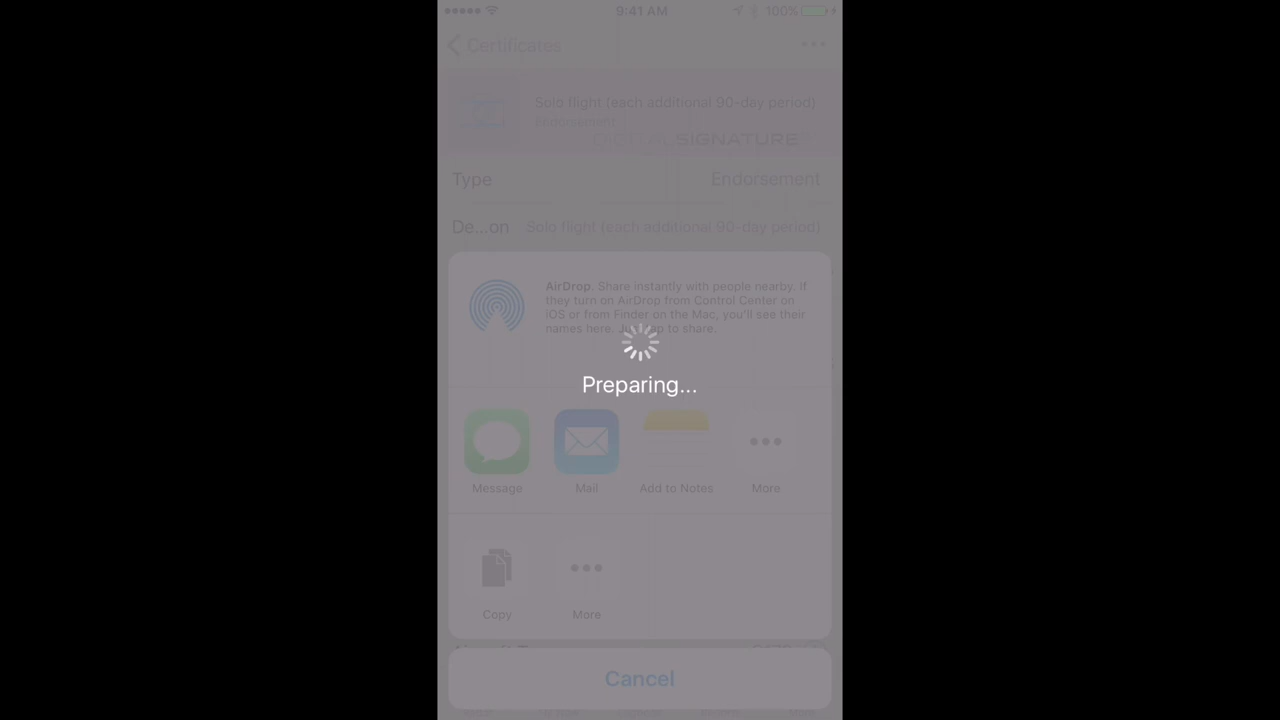 9:41 AM
100%
Certificates
Solo flight (each additional 90-day period)
Endorsement
DIGITAL SIGNATURE?
Type
Endorsement
De...on
Solo flight (each additional 90-day period)
AirDrop. Share instantly with people nearby. If
they turn on AirDrop from Control Center on
iOS or from Finder on the Mac, you'll see their
names here. Just tap to share.
Preparing...
Message
Mail
Add to Notes
More
Copy
More
Cancel